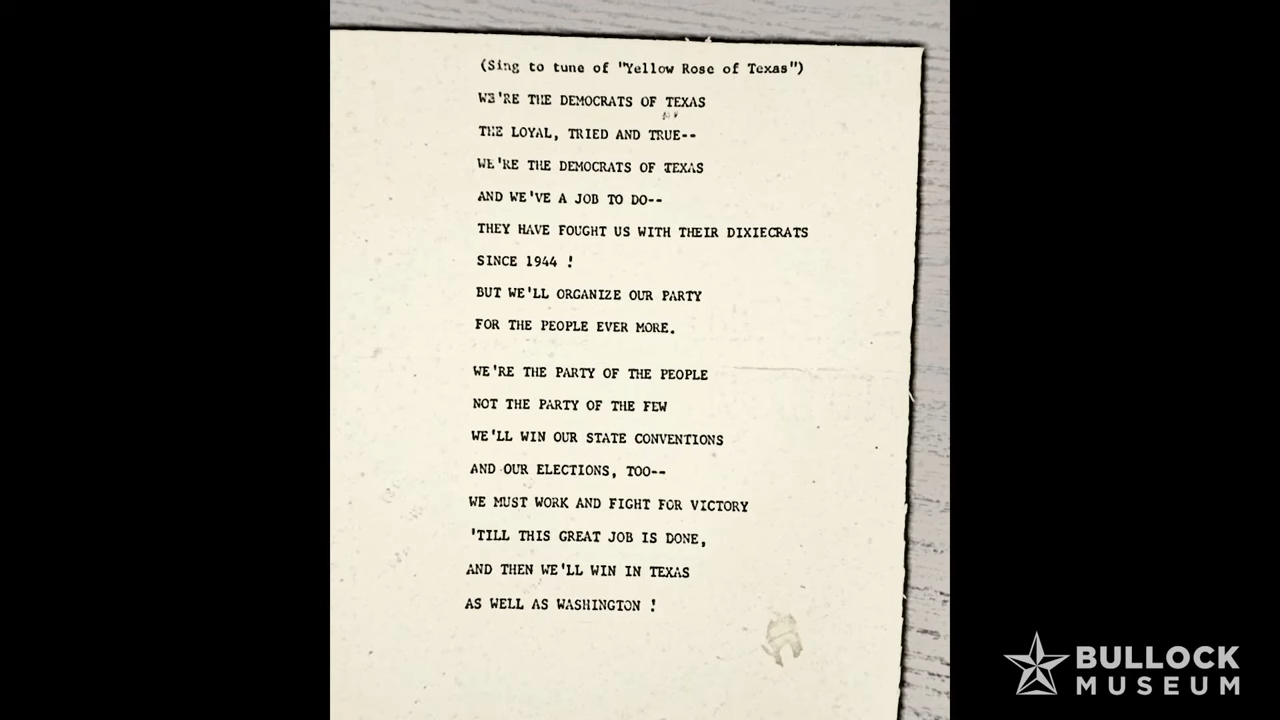 (Sing to tune of "Yellow Rose of Texas")
WE'RE THE DEMOCRATS OF TEXAS
THE LOYAL, TRIED AND TRUE--
WE'RE THE DEMOCRATS OF TEXAS
AND WE'VE A JOB TO DO--
THEY HAVE FOUGHT US WITH THEIR DIXIECRATS
SINCE 1944 !
BUT WE'LL ORGANIZE OUR PARTY
FOR THE PEOPLE EVER MORE.
WE'RE THE PARTY OF THE PEOPLE
NOT THE PARTY OF THE FEW
WE'LL WIN OUR STATE CONVENTIONS
AND OUR ELECTIONS, TOO--
WE MUST WORK AND FIGHT FOR VICTORY
'TILL THIS GREAT JOB IS DONE,
AND THEN WE'LL WIN IN TEXAS
AS WELL AS WASHINGTON !
BULLOCK
MUSEUM